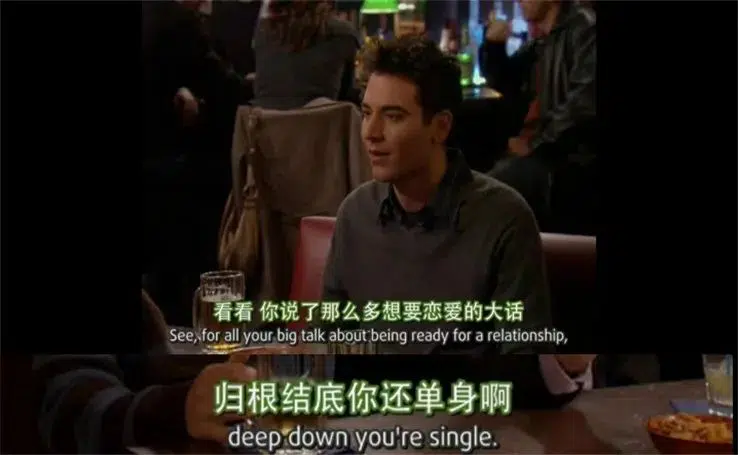 看看 你说了那么多想要恋爱的大话
See, for all your big talk about being ready for a relationship,
归根结底你还单身啊
deep down you're single.